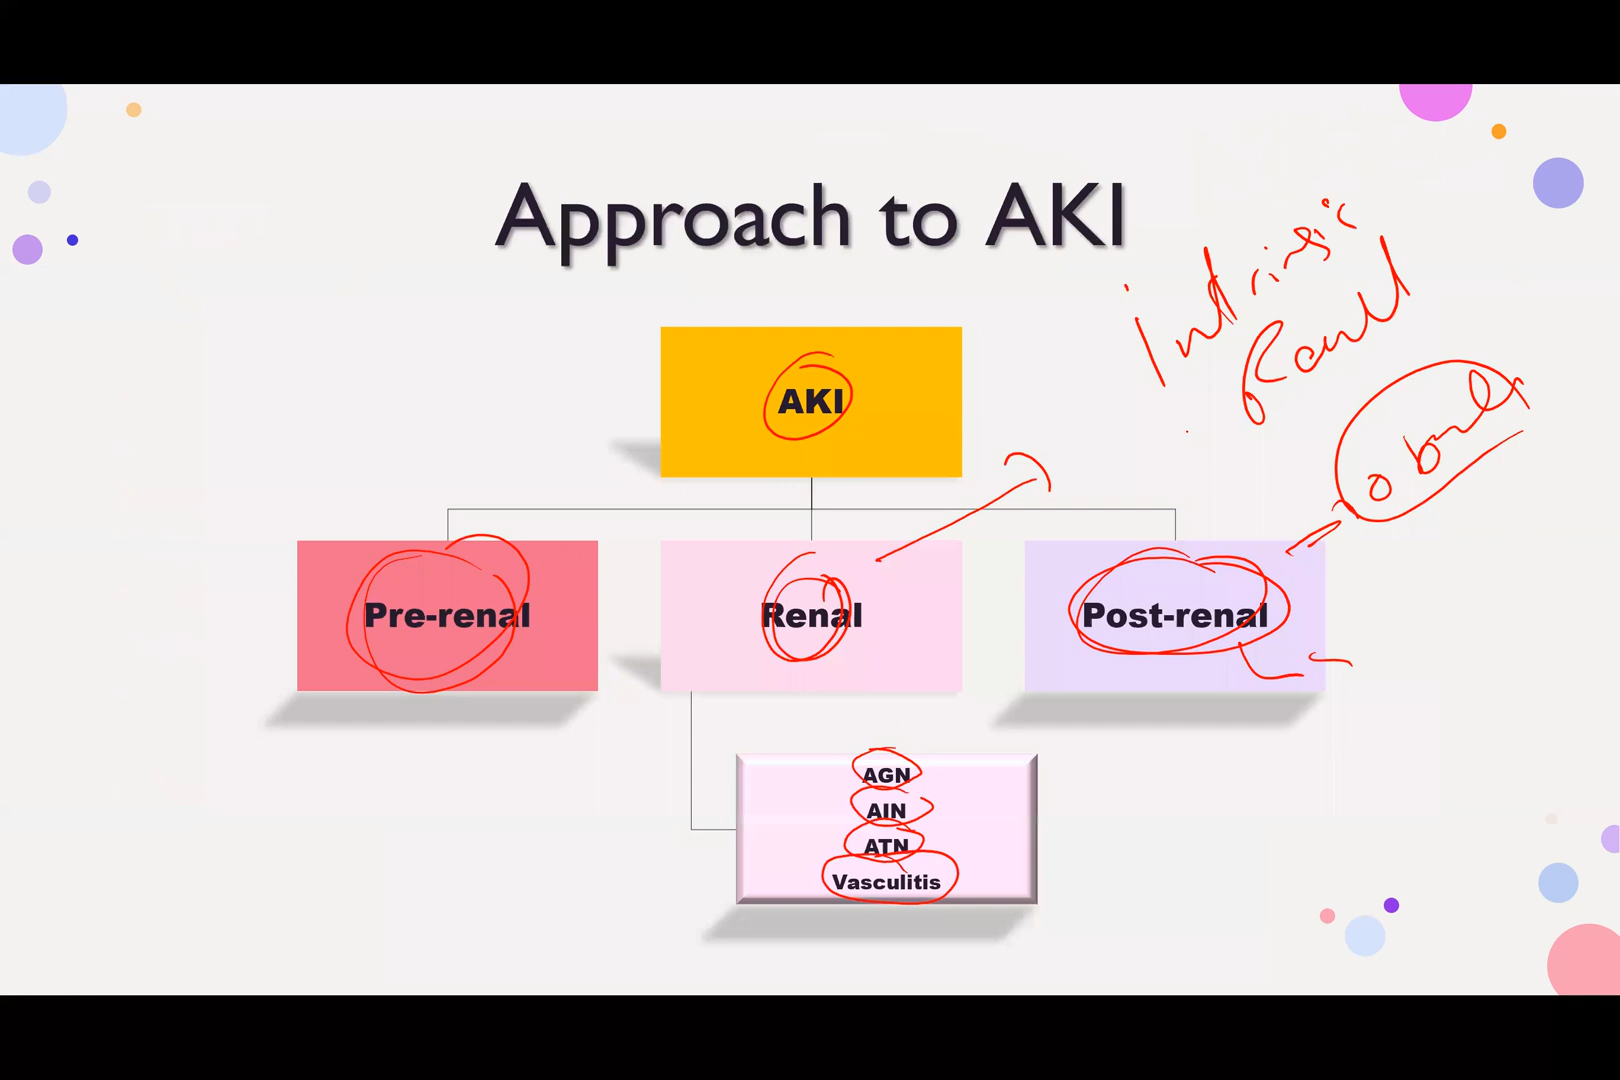 Approach to AKI
intrinsic
Renal
AKI
Pre-renal
Renal
Post-renal
AGN
AIN
ATN
Vasculitis